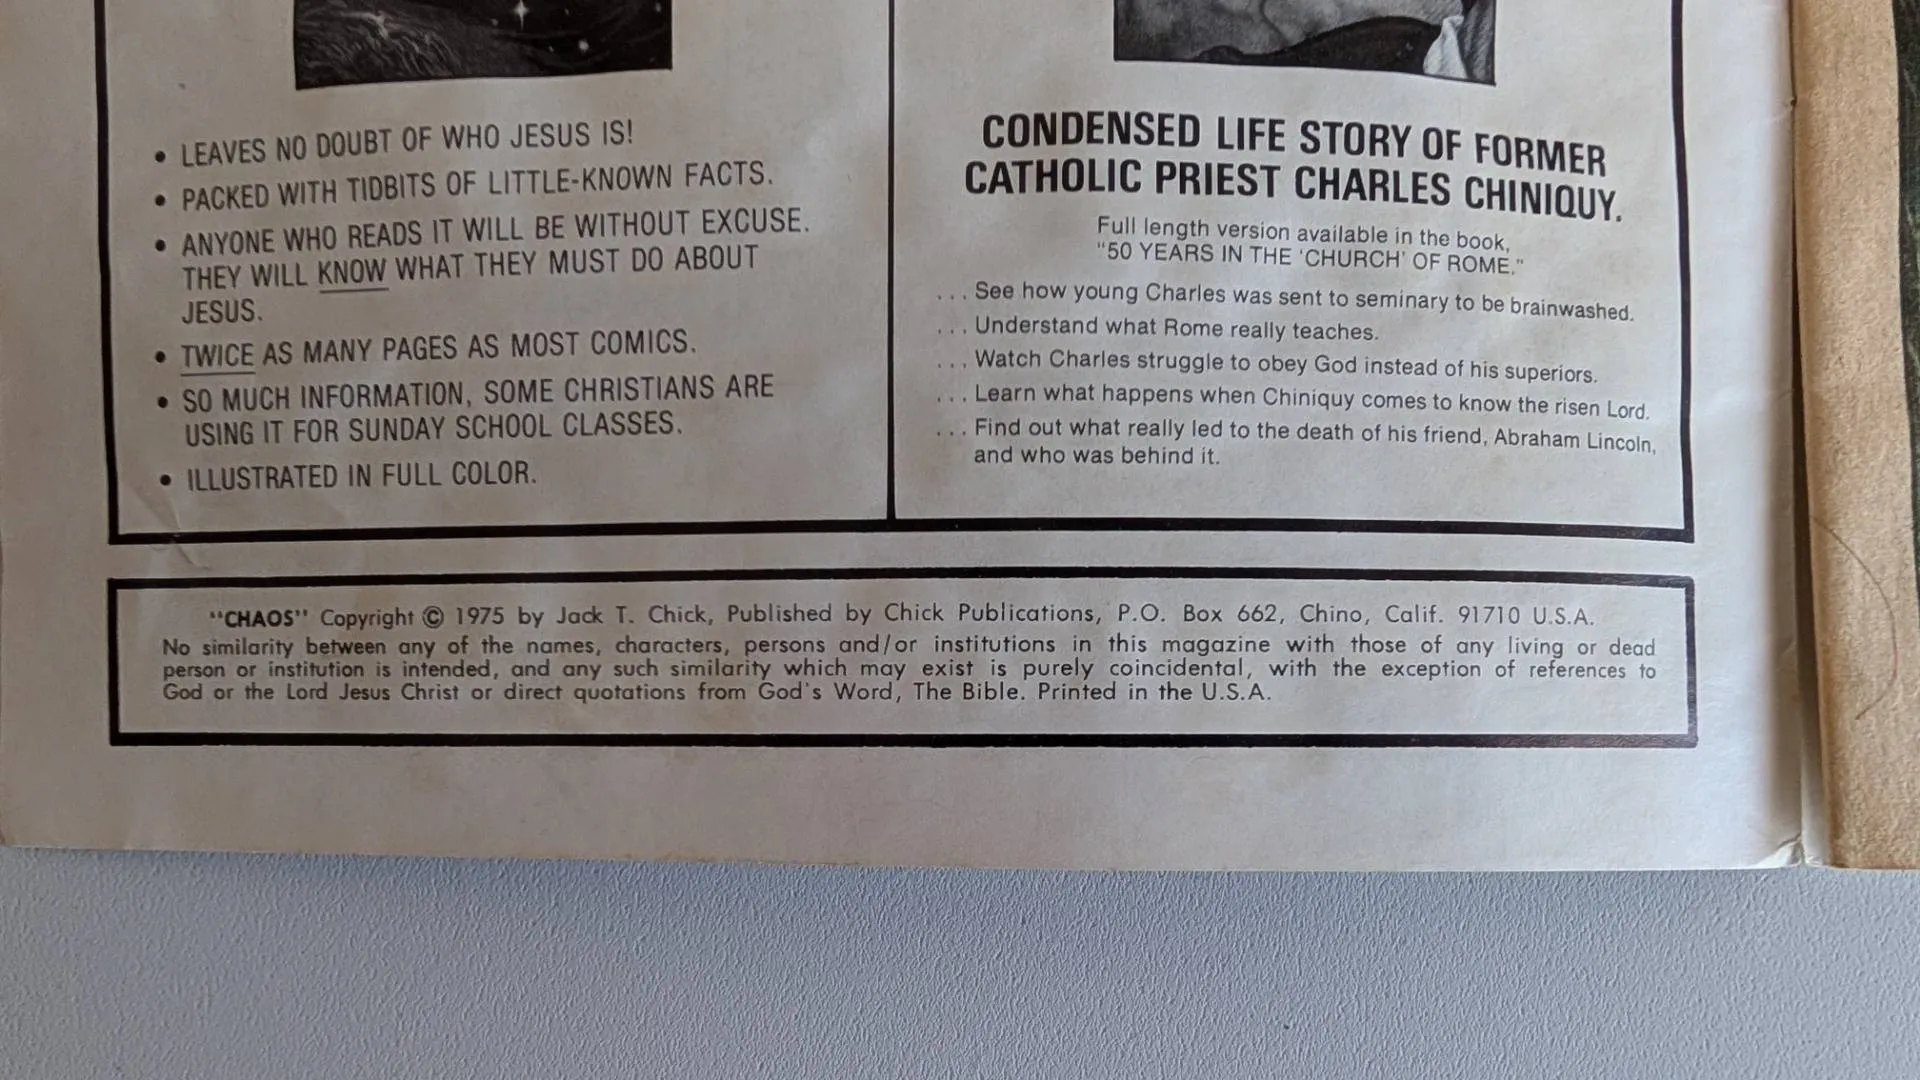 • LEAVES NO DOUBT OF WHO JESUS IS!
• PACKED WITH TIDBITS OF LITTLE-KNOWN FACTS.
• ANYONE WHO READS IT WILL BE WITHOUT EXCUSE.
THEY WILL KNOW WHAT THEY MUST DO ABOUT
JESUS.
• TWICE AS MANY PAGES AS MOST COMICS.
• SO MUCH INFORMATION, SOME CHRISTIANS ARE
USING IT FOR SUNDAY SCHOOL CLASSES.
• ILLUSTRATED IN FULL COLOR.
CONDENSED LIFE STORY OF FORMER
CATHOLIC PRIEST CHARLES CHINIQUY.
Full length version available in the book,
"50 YEARS IN THE 'CHURCH' OF ROME."
. . . See how young Charles was sent to seminary to be brainwashed.
. . . Understand what Rome really teaches.
. . . Watch Charles struggle to obey God instead of his superiors.
. . . Learn what happens when Chiniquy comes to know the risen Lord.
. . . Find out what really led to the death of his friend, Abraham Lincoln,
and who was behind it.
"CHAOS" Copyright © 1975 by Jack T. Chick, Published by Chick Publications, P.O. Box 662, Chino, Calif. 91710 U.S.A.
No similarity between any of the names, characters, persons and/or institutions in this magazine with those of any living or dead
person or institution is intended, and any such similarity which may exist is purely coincidental, with the exception of references to
God or the Lord Jesus Christ or direct quotations from God's Word, The Bible. Printed in the U.S.A.